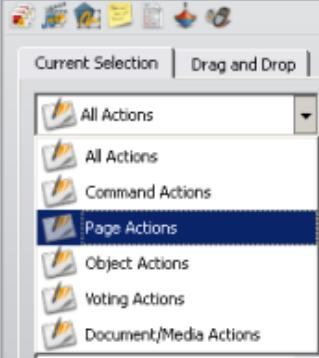 Current Selection
Drag and Drop
All Actions
All Actions
Command Actions
Page Actions
Object Actions
Voting Actions
Document/Media Actions